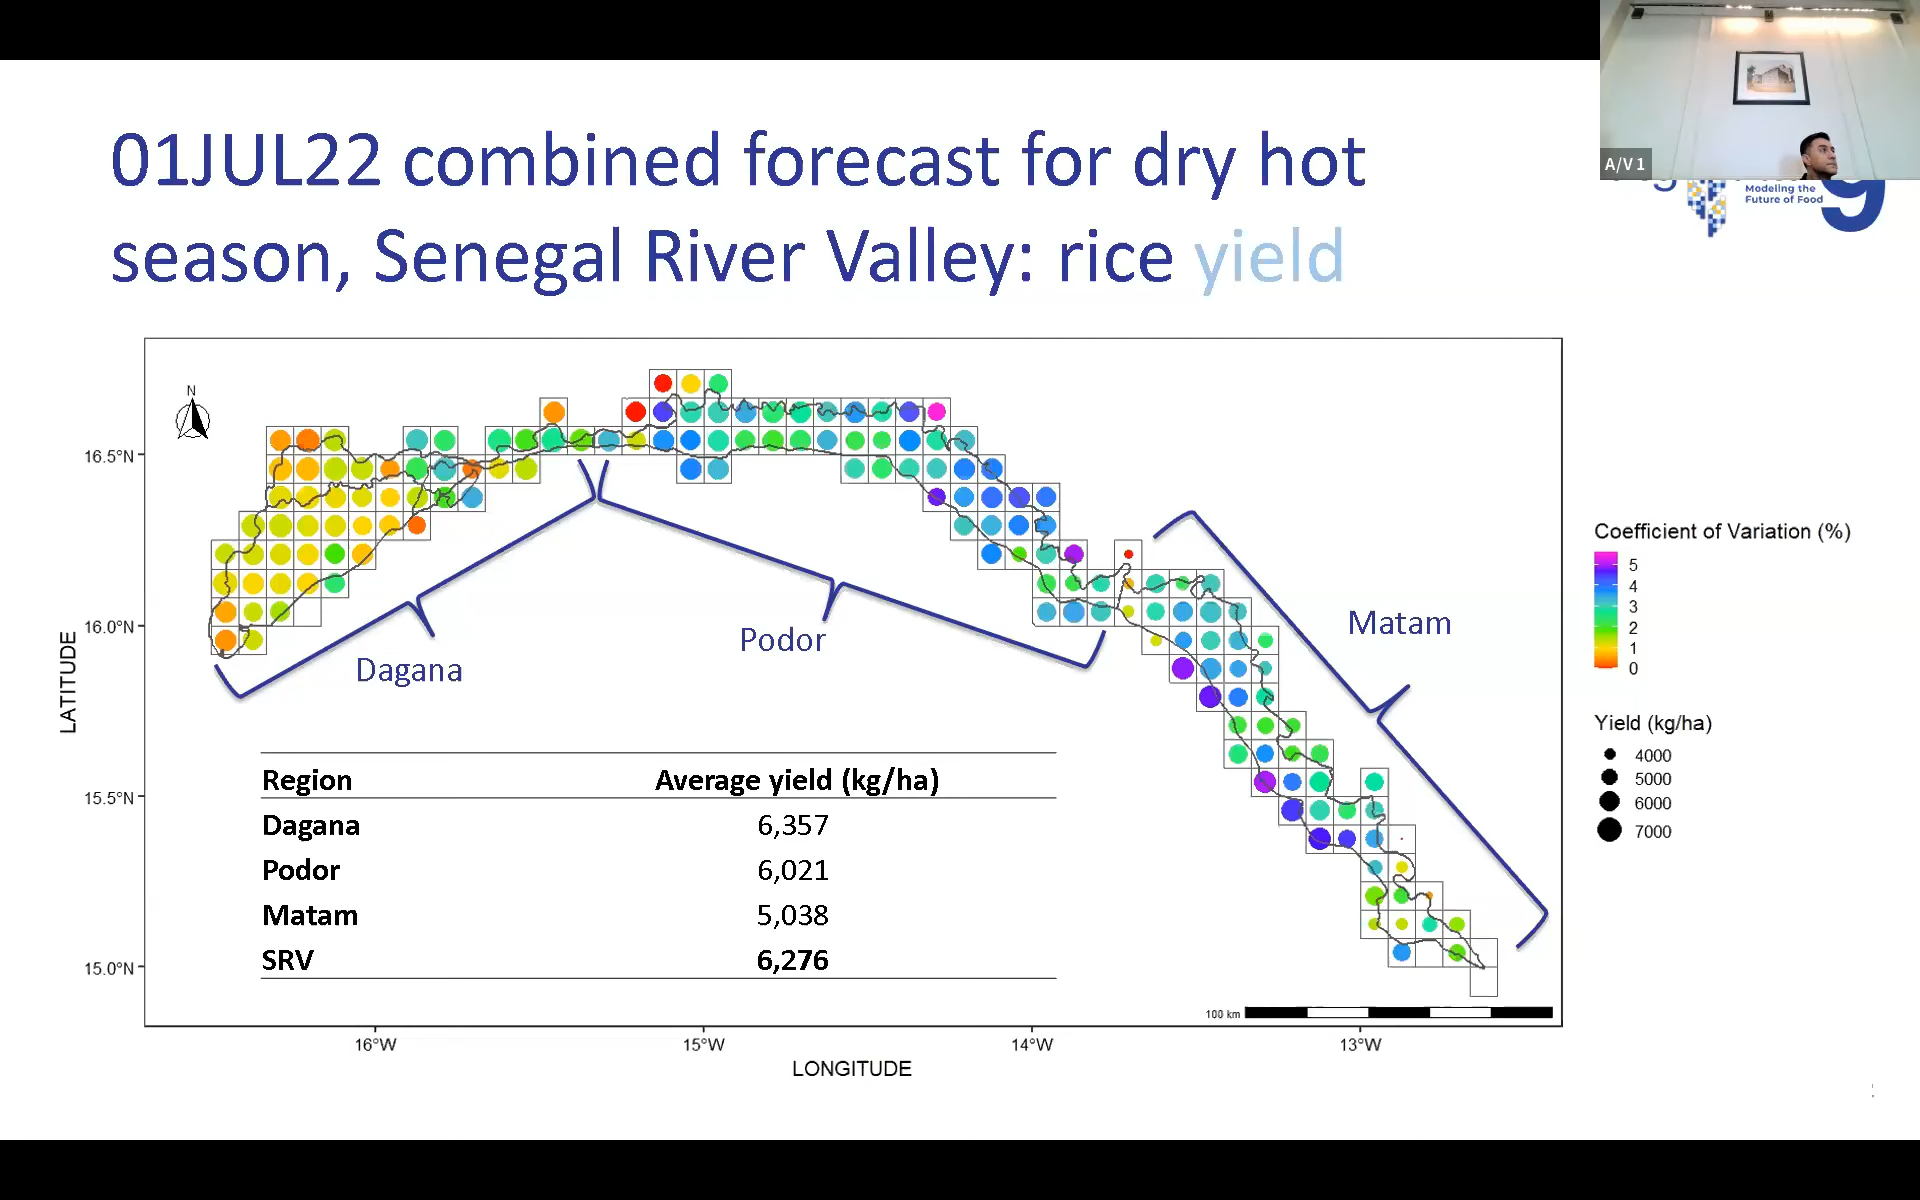 01JUL22 combined forecast for dry hot
season, Senegal River Valley: rice yield
A/V 1
Modeling the
Future of Food
9
N
16.5°N
16.0°N
15.5°N
15.0°N
LATITUDE
Dagana
Podor
Matam
Region Average yield (kg/ha)
Dagana 6,357
Podor 6,021
Matam 5,038
SRV 6,276
100 km
16°W 15°W 14°W 13°W
LONGITUDE
Coefficient of Variation (%)
5
4
3
2
1
0
Yield (kg/ha)
4000
5000
6000
7000